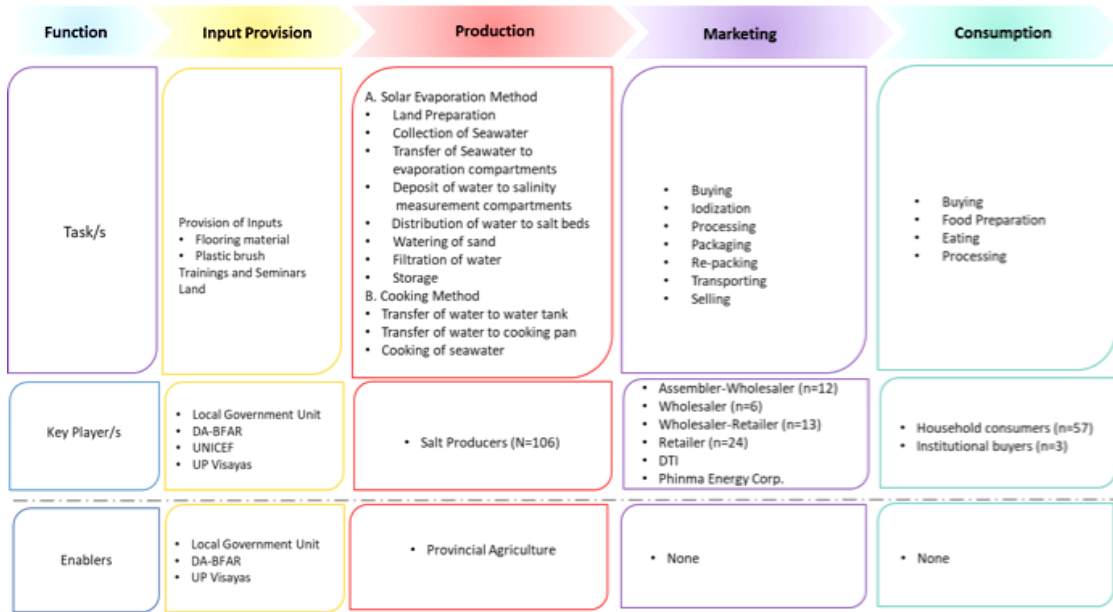 Function
Input Provision
Production
Marketing
Consumption
Task/s
Provision of Inputs
• Flooring material
• Plastic brush
Trainings and Seminars
Land
A. Solar Evaporation Method
• Land Preparation
• Collection of Seawater
• Transfer of Seawater to
evaporation compartments
• Deposit of water to salinity
measurement compartments
• Distribution of water to salt beds
• Watering of sand
• Filtration of water
• Storage
B. Cooking Method
• Transfer of water to water tank
• Transfer of water to cooking pan
• Cooking of seawater
• Buying
• Iodization
• Processing
• Packaging
• Re-packing
• Transporting
• Selling
• Buying
• Food Preparation
• Eating
• Processing
Key Player/s
• Local Government Unit
• DA-BFAR
• UNICEF
• UP Visayas
• Salt Producers (N=106)
• Assembler-Wholesaler (n=12)
• Wholesaler (n=6)
• Wholesaler-Retailer (n=13)
• Retailer (n=24)
• DTI
• Phinma Energy Corp.
• Household consumers (n=57)
• Institutional buyers (n=3)
Enablers
• Local Government Unit
• DA-BFAR
• UP Visayas
• Provincial Agriculture
• None
• None